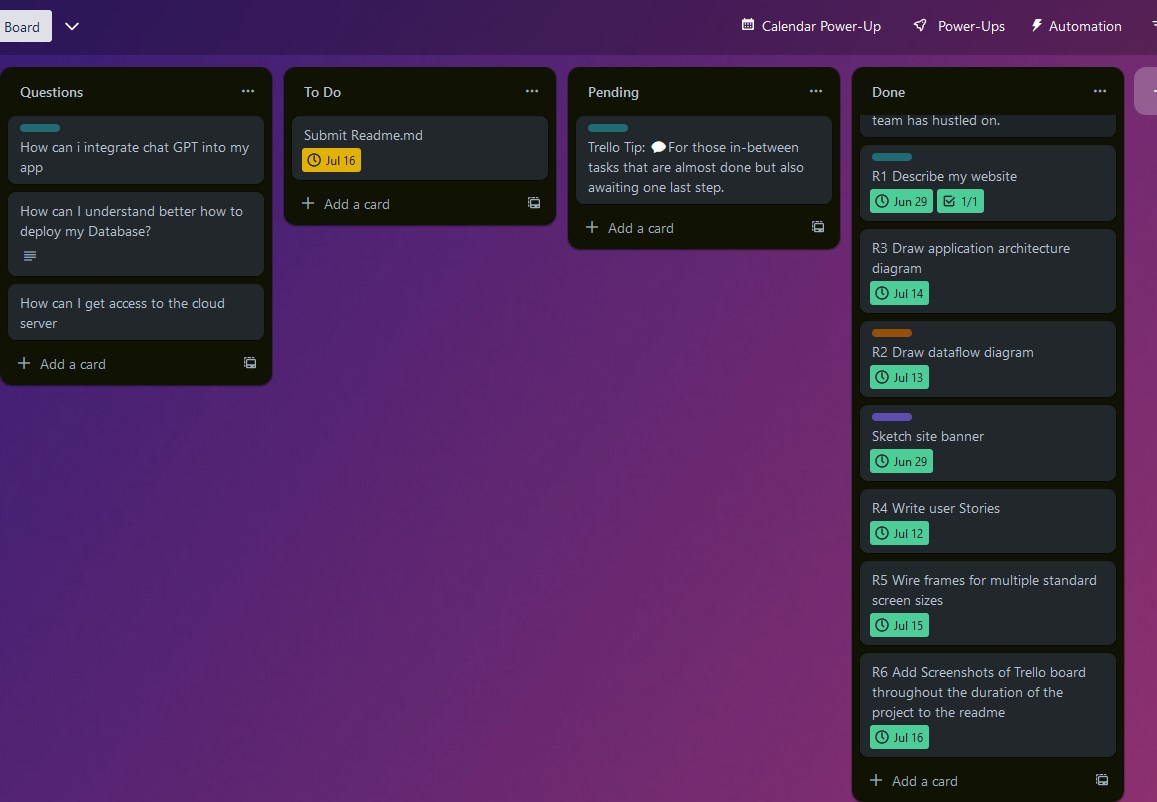 Board
Calendar Power-Up
Power-Ups
Automation
Questions
How can i integrate chat GPT into my
app
How can I understand better how to
deploy my Database?
How can I get access to the cloud
server
Add a card
To Do
Submit Readme.md
Jul 16
Add a card
Pending
Trello Tip: 💬For those in-between
tasks that are almost done but also
awaiting one last step.
Add a card
Done
team has hustled on.
R1 Describe my website
Jun 29 1/1
R3 Draw application architecture
diagram
Jul 14
R2 Draw dataflow diagram
Jul 13
Sketch site banner
Jun 29
R4 Write user Stories
Jul 12
R5 Wire frames for multiple standard
screen sizes
Jul 15
R6 Add Screenshots of Trello board
throughout the duration of the
project to the readme
Jul 16
Add a card